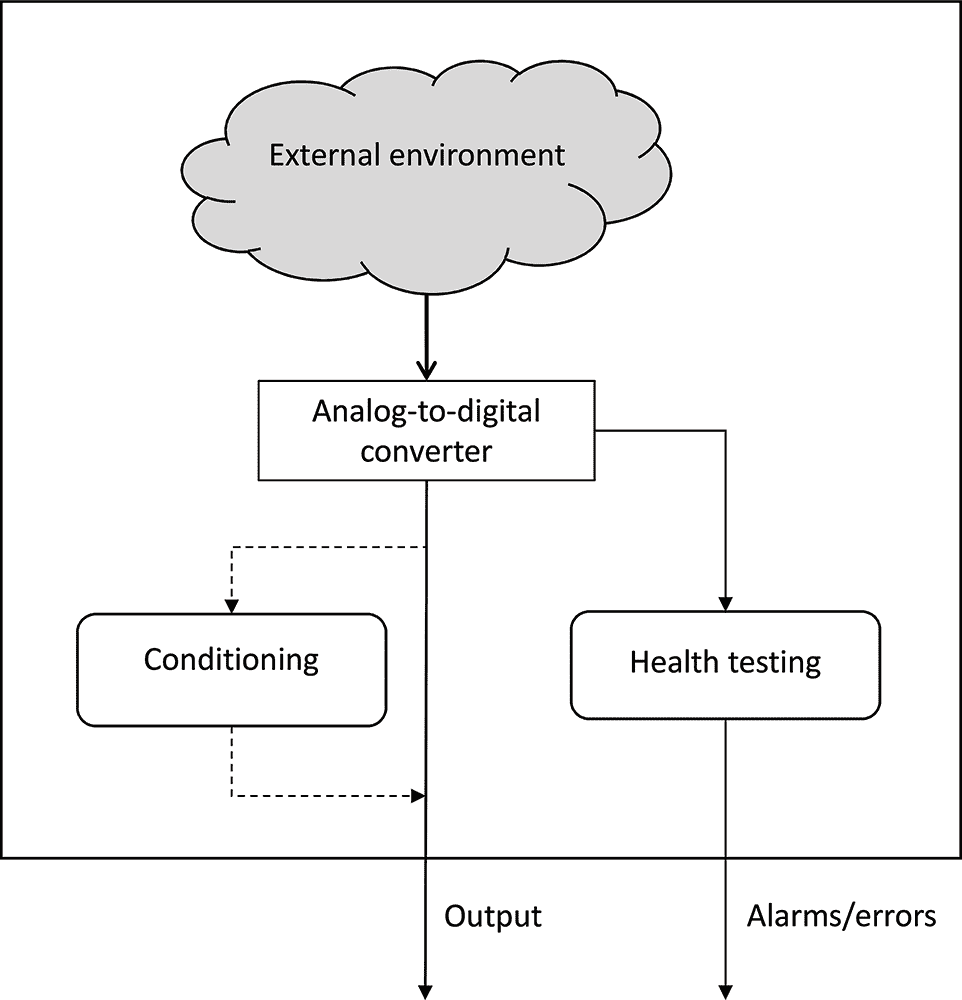 External environment
Analog-to-digital
converter
Conditioning
Health testing
Output
Alarms/errors